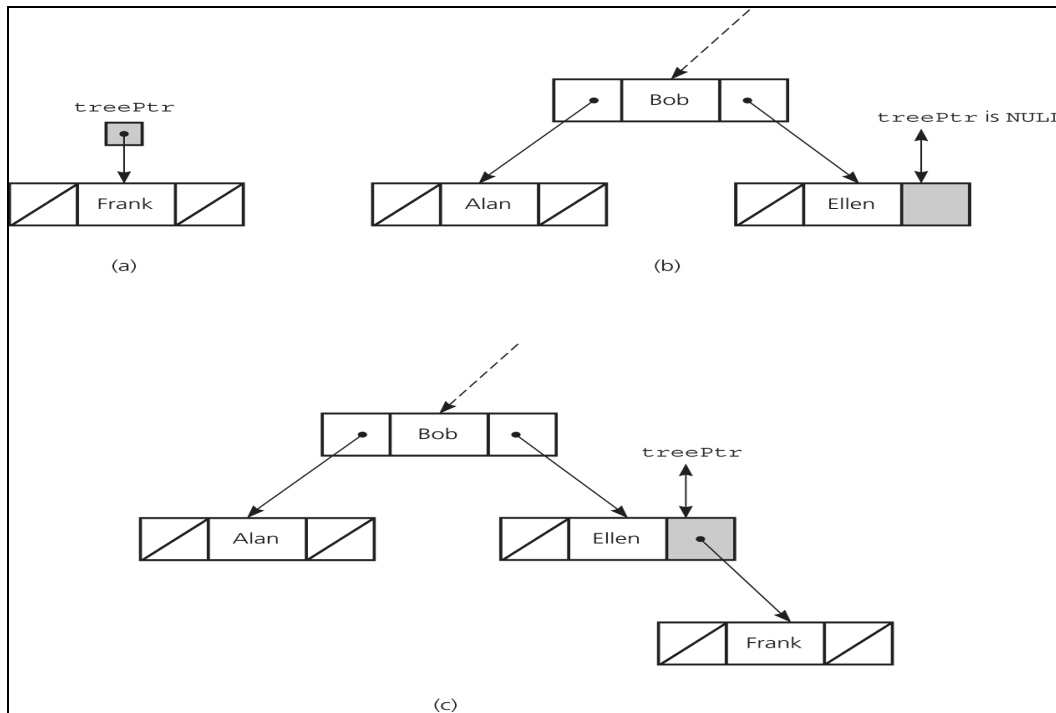 treePtr
Frank
(a)
Bob
treePtr is NULL
Alan
Ellen
(b)
Bob
treePtr
Alan
Ellen
Frank
(c)